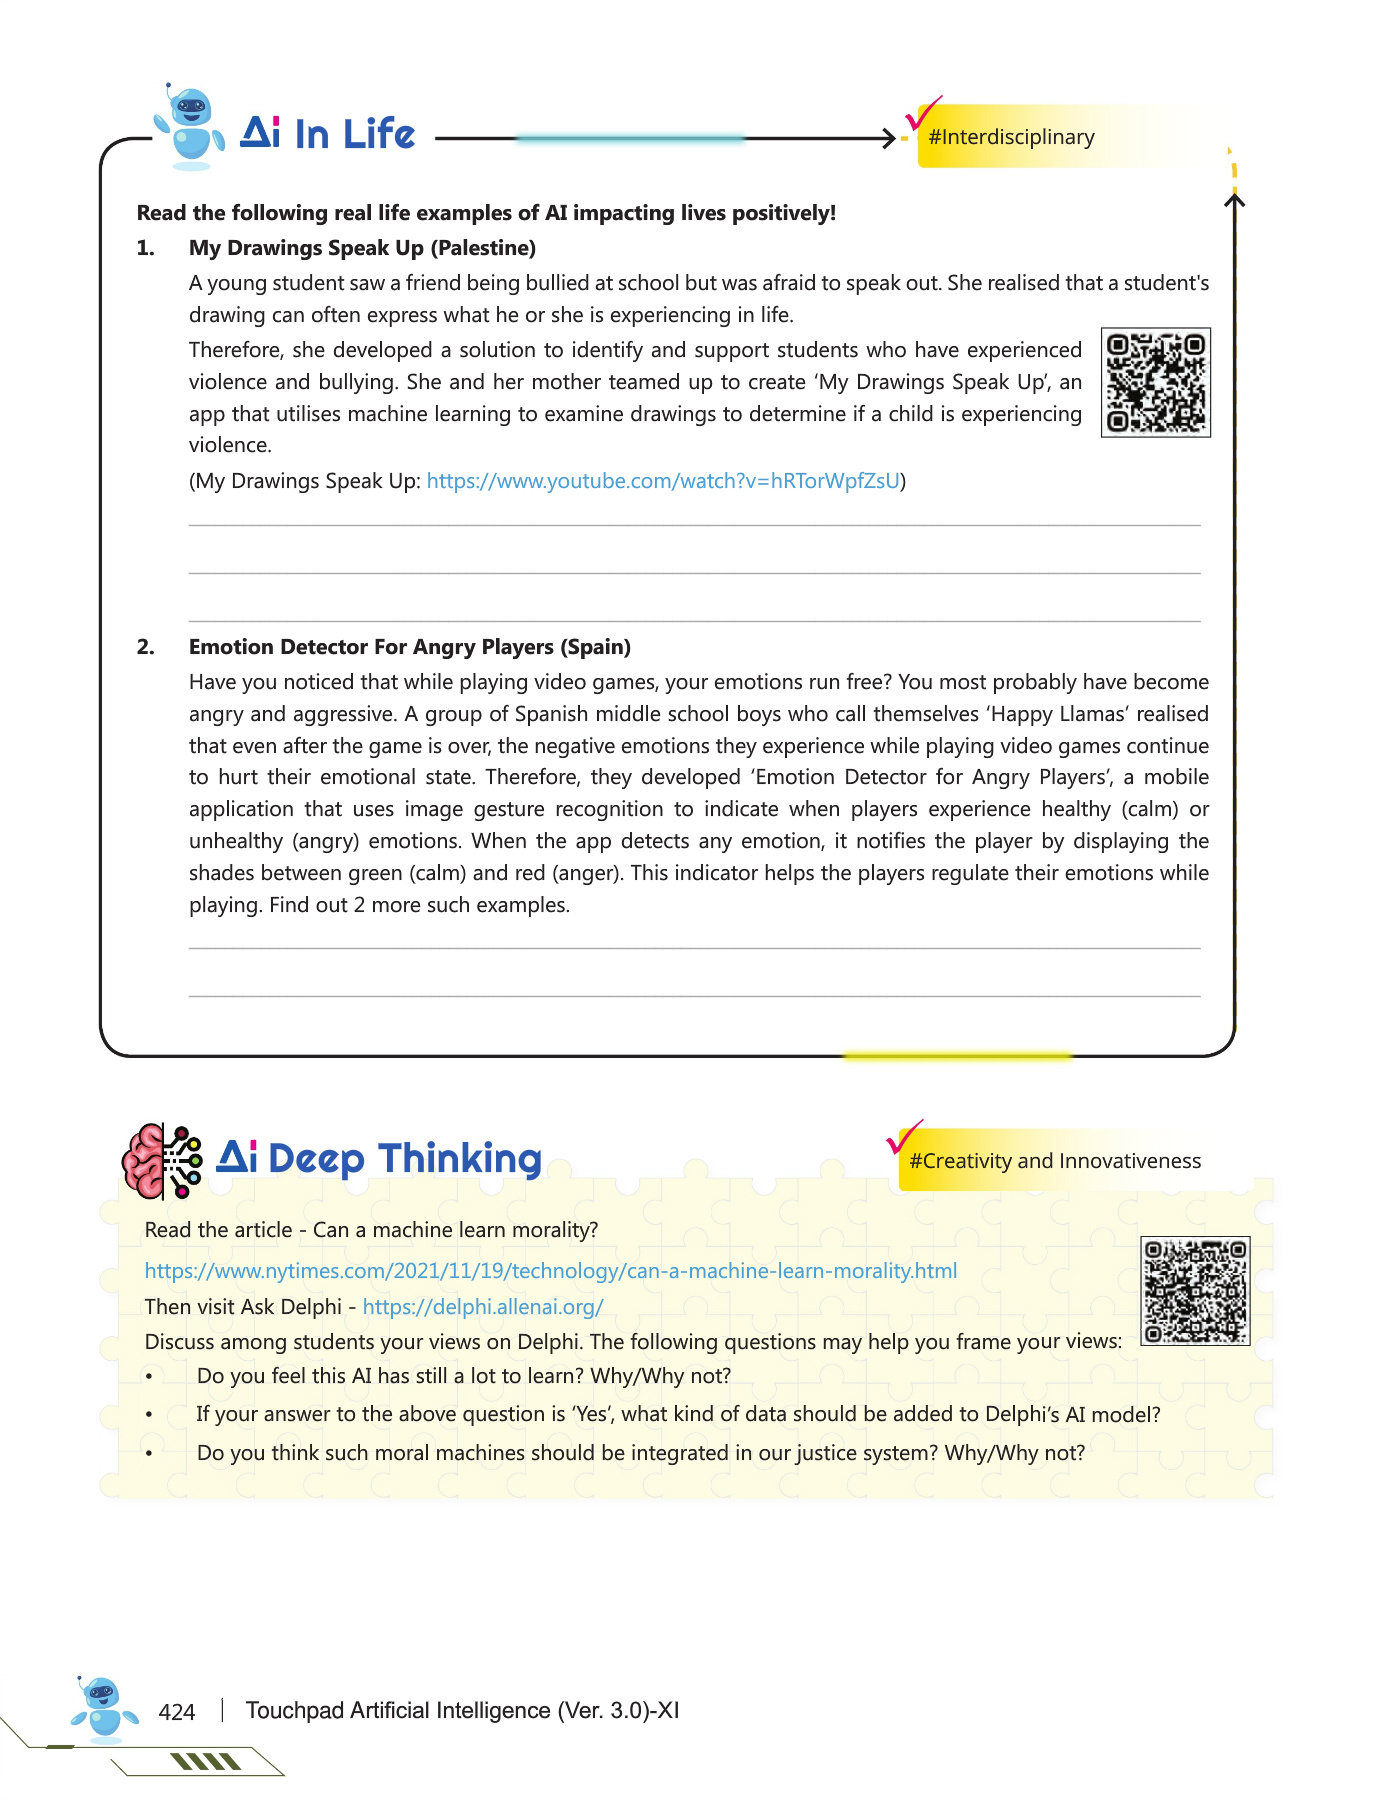 Ai In Life
#Interdisciplinary
Read the following real life examples of AI impacting lives positively!
1. My Drawings Speak Up (Palestine)
A young student saw a friend being bullied at school but was afraid to speak out. She realised that a student's
drawing can often express what he or she is experiencing in life.
Therefore, she developed a solution to identify and support students who have experienced
violence and bullying. She and her mother teamed up to create ‘My Drawings Speak Up’, an
app that utilises machine learning to examine drawings to determine if a child is experiencing
violence.
(My Drawings Speak Up: https://www.youtube.com/watch?v=hRTorWpfZsU)
2. Emotion Detector For Angry Players (Spain)
Have you noticed that while playing video games, your emotions run free? You most probably have become
angry and aggressive. A group of Spanish middle school boys who call themselves ‘Happy Llamas’ realised
that even after the game is over, the negative emotions they experience while playing video games continue
to hurt their emotional state. Therefore, they developed ‘Emotion Detector for Angry Players’, a mobile
application that uses image gesture recognition to indicate when players experience healthy (calm) or
unhealthy (angry) emotions. When the app detects any emotion, it notifies the player by displaying the
shades between green (calm) and red (anger). This indicator helps the players regulate their emotions while
playing. Find out 2 more such examples.
Ai Deep Thinking
#Creativity and Innovativeness
Read the article - Can a machine learn morality?
https://www.nytimes.com/2021/11/19/technology/can-a-machine-learn-morality.html
Then visit Ask Delphi - https://delphi.allenai.org/
Discuss among students your views on Delphi. The following questions may help you frame your views:
• Do you feel this AI has still a lot to learn? Why/Why not?
• If your answer to the above question is ‘Yes’, what kind of data should be added to Delphi’s AI model?
• Do you think such moral machines should be integrated in our justice system? Why/Why not?
424 | Touchpad Artificial Intelligence (Ver. 3.0)-XI